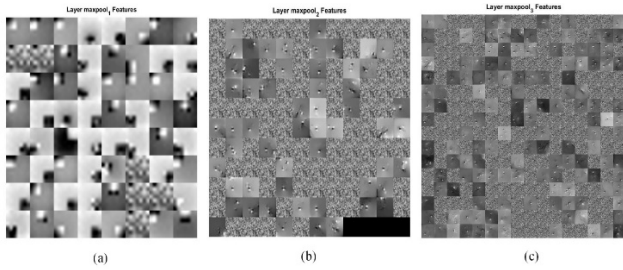 Layer maxpool₁ Features
Layer maxpool₂ Features
Layer maxpool₃ Features
(a)
(b)
(c)